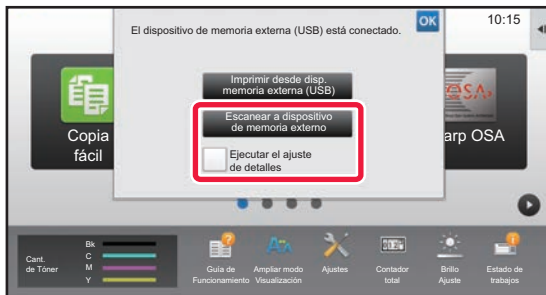 El dispositivo de memoria externa (USB) está conectado.
OK
10:15
Imprimir desde disp.
memoria externa (USB)
Escanear a dispositivo
de memoria externo
Ejecutar el ajuste
de detalles
Copia
fácil
OSA
arp OSA
Cant.
de Tóner
Bk
C
M
Y
Guía de
Funcionamiento
Ampliar modo
Visualización
Ajustes
Contador
total
Brillo
Ajuste
Estado de
trabajos